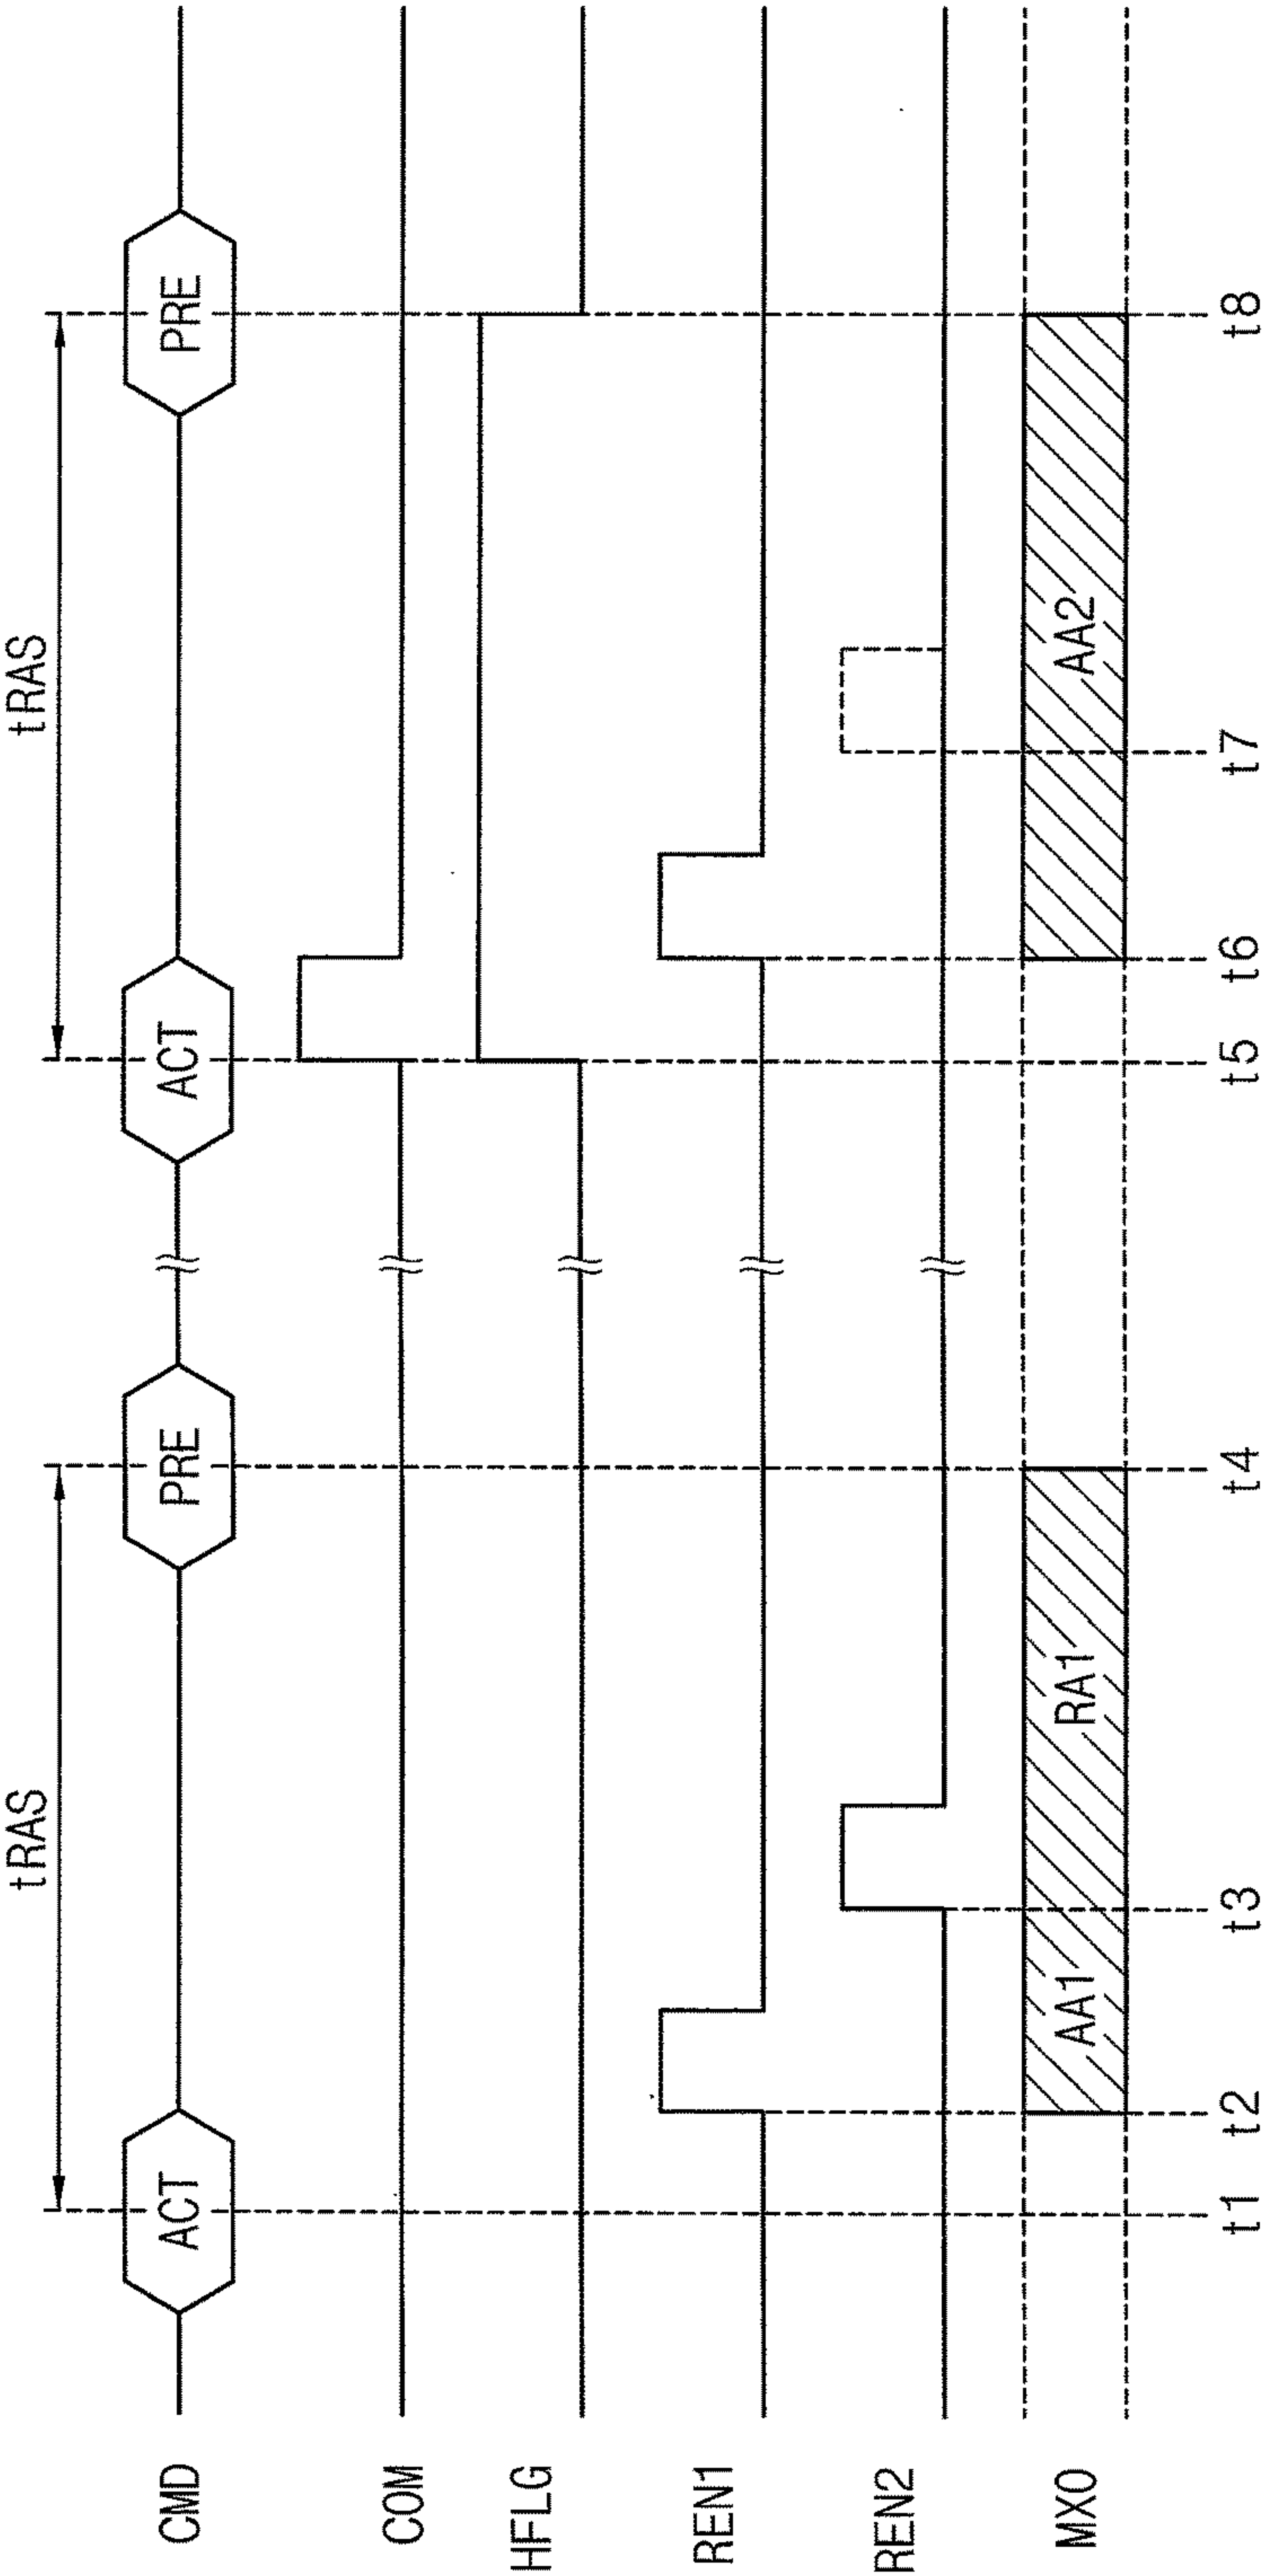 tRAS tRAS
CMD ACT PRE ACT PRE
COM
HFLG
REN1
REN2
MXO AA1 RA1 AA2
t1 t2 t3 t4 t5 t6 t7 t8